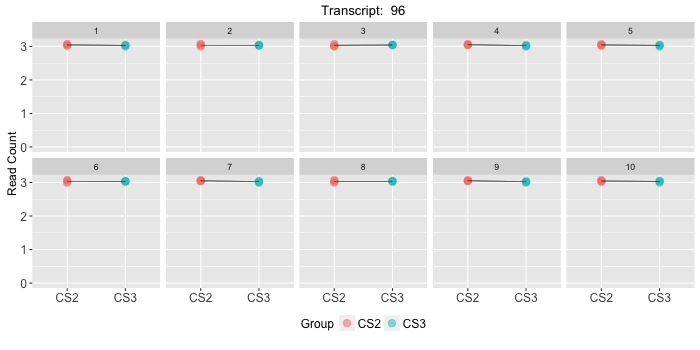 Transcript:  96
1 2 3 4 5
3
2
1
0
6 7 8 9 10
3
2
1
0
Read Count
CS2 CS3 CS2 CS3 CS2 CS3 CS2 CS3 CS2 CS3
Group CS2 CS3